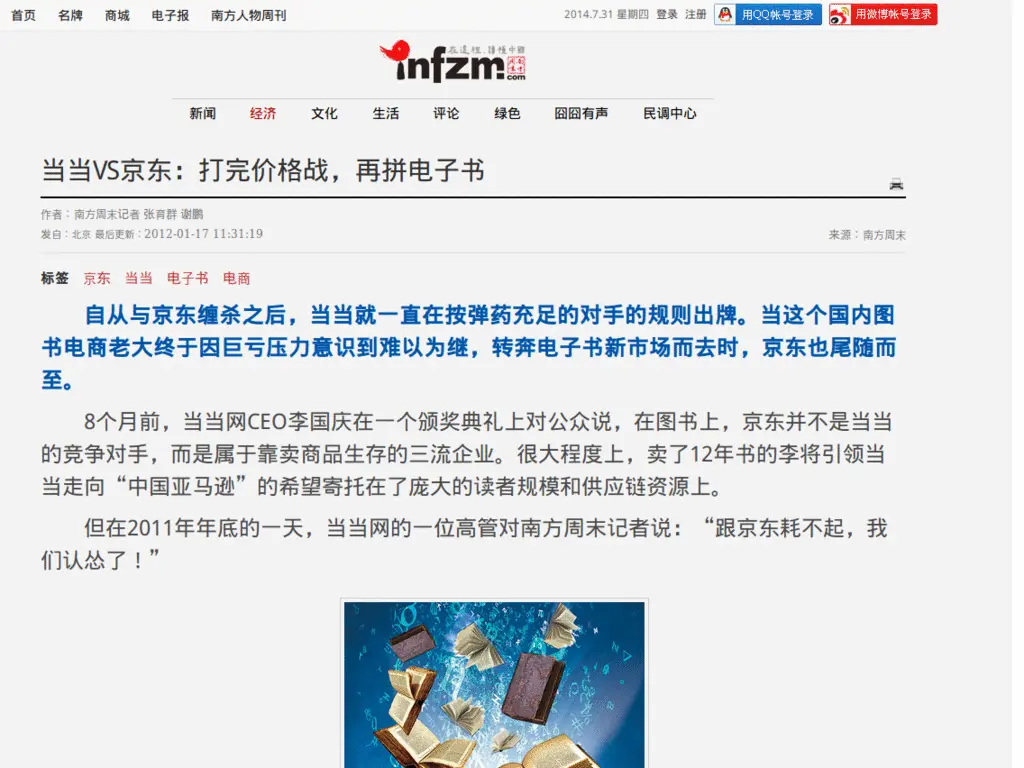 首页 名牌 商城 电子报 南方人物周刊
2014.7.31 星期四 登录 注册 用QQ帐号登录 用微博帐号登录
在这里，读懂中国
infzm
.com
新闻 经济 文化 生活 评论 绿色 囧囧有声 民调中心
当当VS京东：打完价格战，再拼电子书
作者：南方周末记者 张育群 谢鹏
发自：北京 最后更新：2012-01-17 11:31:19
来源：南方周末
标签 京东 当当 电子书 电商
自从与京东缠杀之后，当当就一直在按弹药充足的对手的规则出牌。当这个国内图
书电商老大终于因巨亏压力意识到难以为继，转奔电子书新市场而去时，京东也尾随而
至。
8个月前，当当网CEO李国庆在一个颁奖典礼上对公众说，在图书上，京东并不是当当
的竞争对手，而是属于靠卖商品生存的三流企业。很大程度上，卖了12年书的李将引领当
当走向“中国亚马逊”的希望寄托在了庞大的读者规模和供应链资源上。
但在2011年年底的一天，当当网的一位高管对南方周末记者说：“跟京东耗不起，我
们认怂了！”